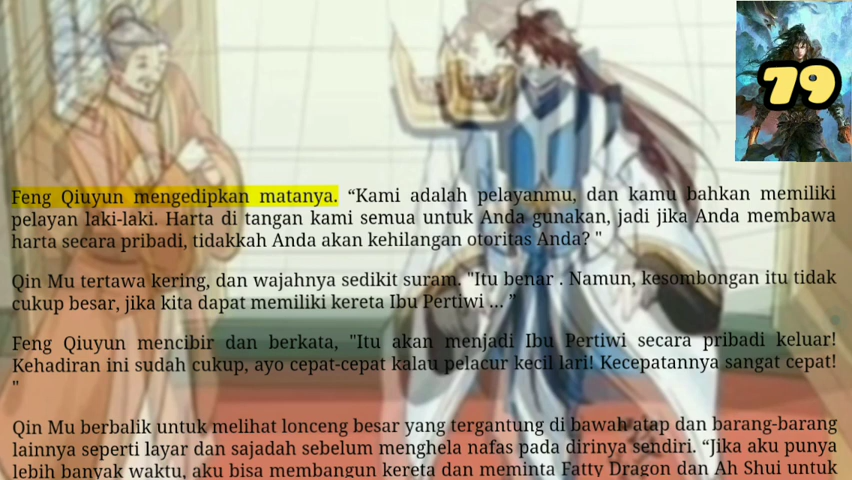 79
Feng Qiuyun mengedipkan matanya. “Kami adalah pelayanmu, dan kamu bahkan memiliki
pelayan laki-laki. Harta di tangan kami semua untuk Anda gunakan, jadi jika Anda membawa
harta secara pribadi, tidakkah Anda akan kehilangan otoritas Anda? "
Qin Mu tertawa kering, dan wajahnya sedikit suram. "Itu benar . Namun, kesombongan itu tidak
cukup besar, jika kita dapat memiliki kereta Ibu Pertiwi ... ”
Feng Qiuyun mencibir dan berkata, "Itu akan menjadi Ibu Pertiwi secara pribadi keluar!
Kehadiran ini sudah cukup, ayo cepat-cepat kalau pelacur kecil lari! Kecepatannya sangat cepat!
"
Qin Mu berbalik untuk melihat lonceng besar yang tergantung di bawah atap dan barang-barang
lainnya seperti layar dan sajadah sebelum menghela nafas pada dirinya sendiri. “Jika aku punya
lebih banyak waktu, aku bisa membangun kereta dan meminta Fatty Dragon dan Ah Shui untuk